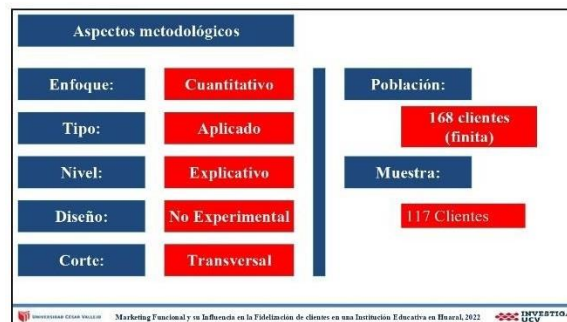 Aspectos metodológicos
Enfoque:
Cuantitativo
Tipo:
Aplicado
Nivel:
Explicativo
Diseño:
No Experimental
Corte:
Transversal
Población:
168 clientes
(finita)
Muestra:
117 Clientes
UNIVERSIDAD CÉSAR VALLEJO
Marketing Funcional y su Influencia en la Fidelización de clientes en una Institución Educativa en Huaral, 2022
INVESTIGA
UCV